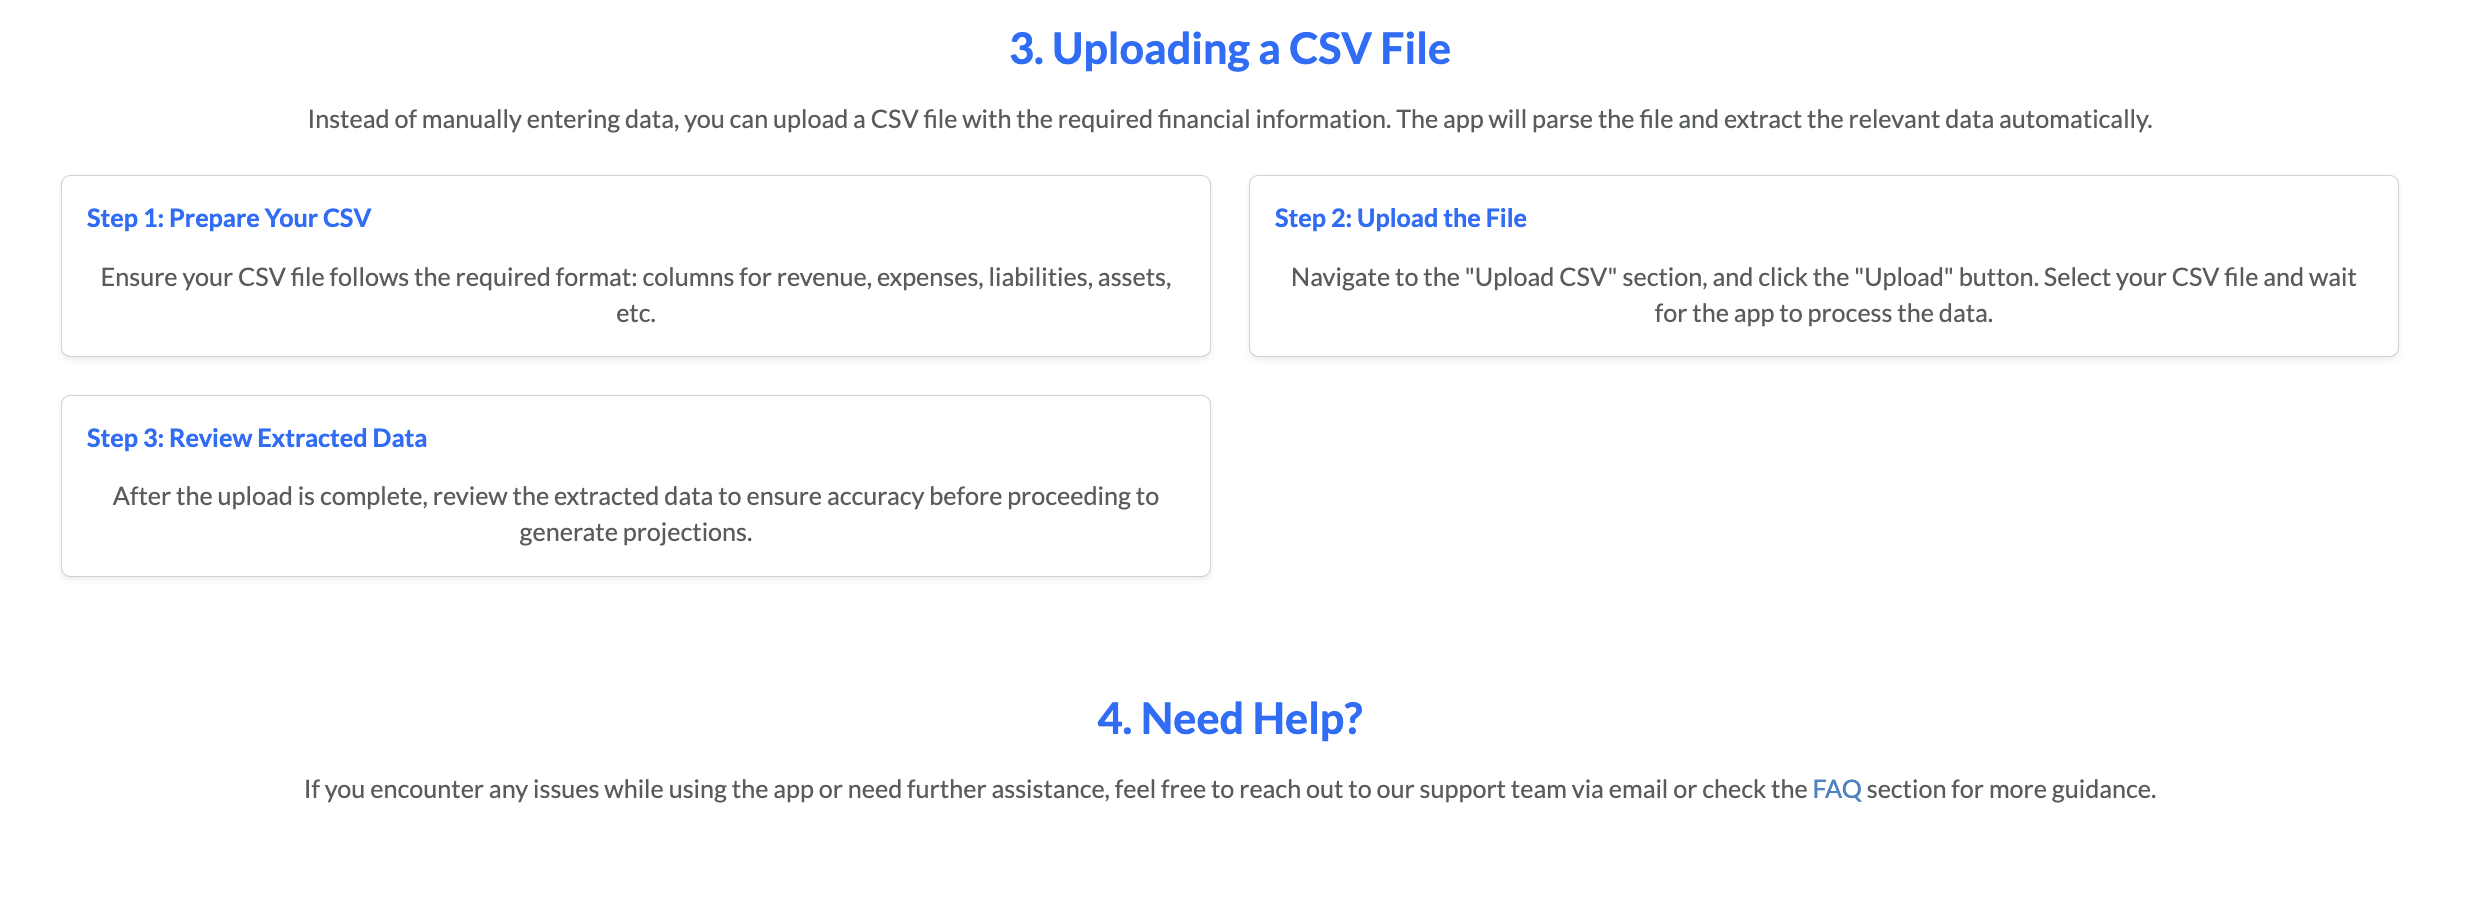 3. Uploading a CSV File
Instead of manually entering data, you can upload a CSV file with the required financial information. The app will parse the file and extract the relevant data automatically.
Step 1: Prepare Your CSV
Ensure your CSV file follows the required format: columns for revenue, expenses, liabilities, assets,
etc.
Step 2: Upload the File
Navigate to the "Upload CSV" section, and click the "Upload" button. Select your CSV file and wait
for the app to process the data.
Step 3: Review Extracted Data
After the upload is complete, review the extracted data to ensure accuracy before proceeding to
generate projections.
4. Need Help?
If you encounter any issues while using the app or need further assistance, feel free to reach out to our support team via email or check the FAQ section for more guidance.